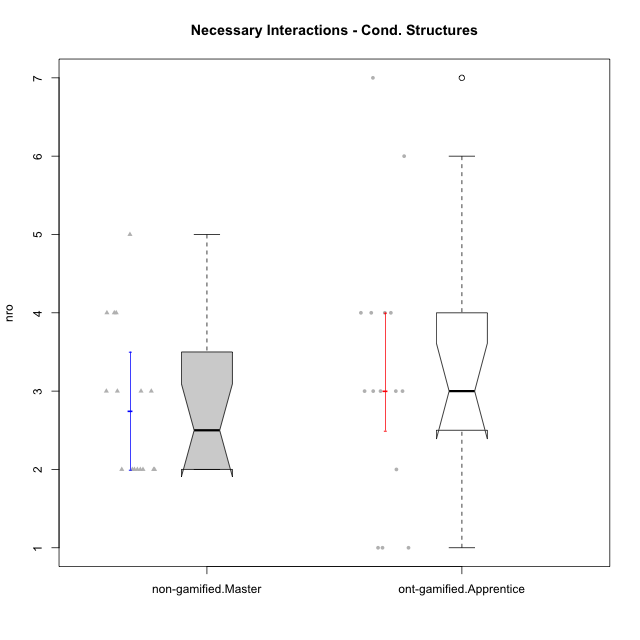 Necessary Interactions - Cond. Structures
7
6
5
4
3
2
1
nro
non-gamified.Master
ont-gamified.Apprentice